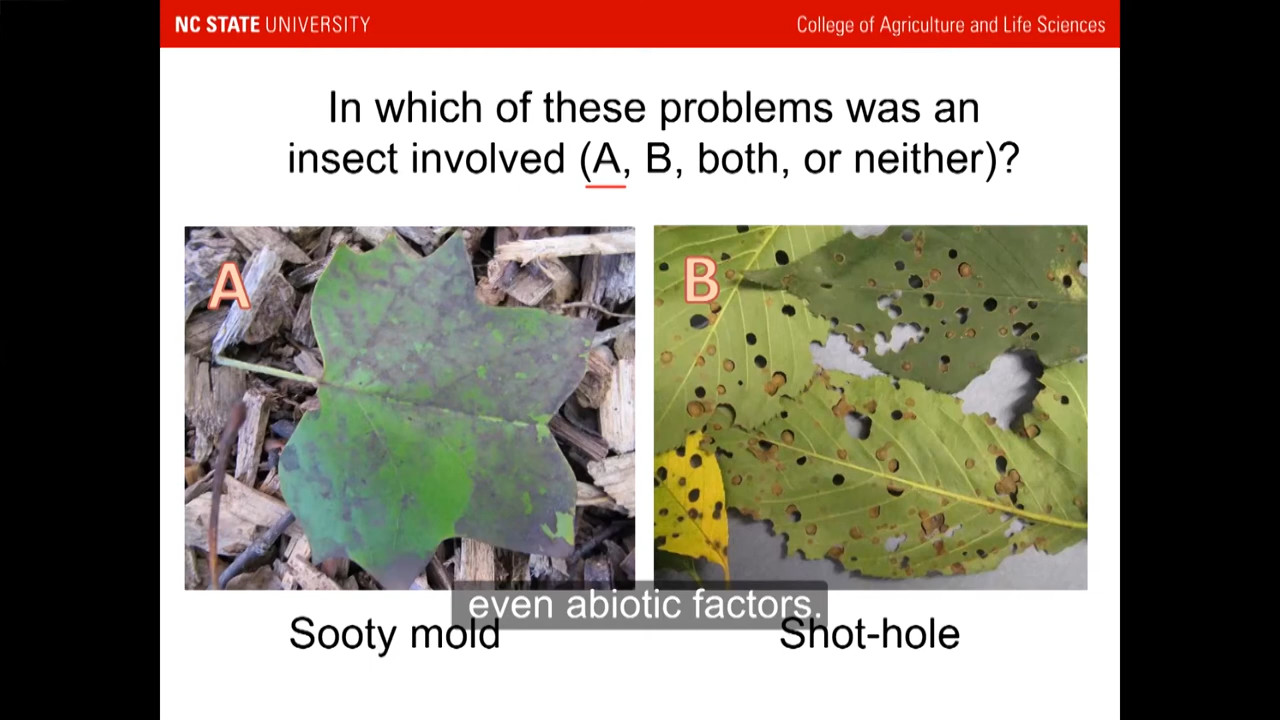 NC STATE UNIVERSITY
College of Agriculture and Life Sciences
In which of these problems was an
insect involved (A, B, both, or neither)?
A
B
even abiotic factors.
Sooty mold
Shot-hole